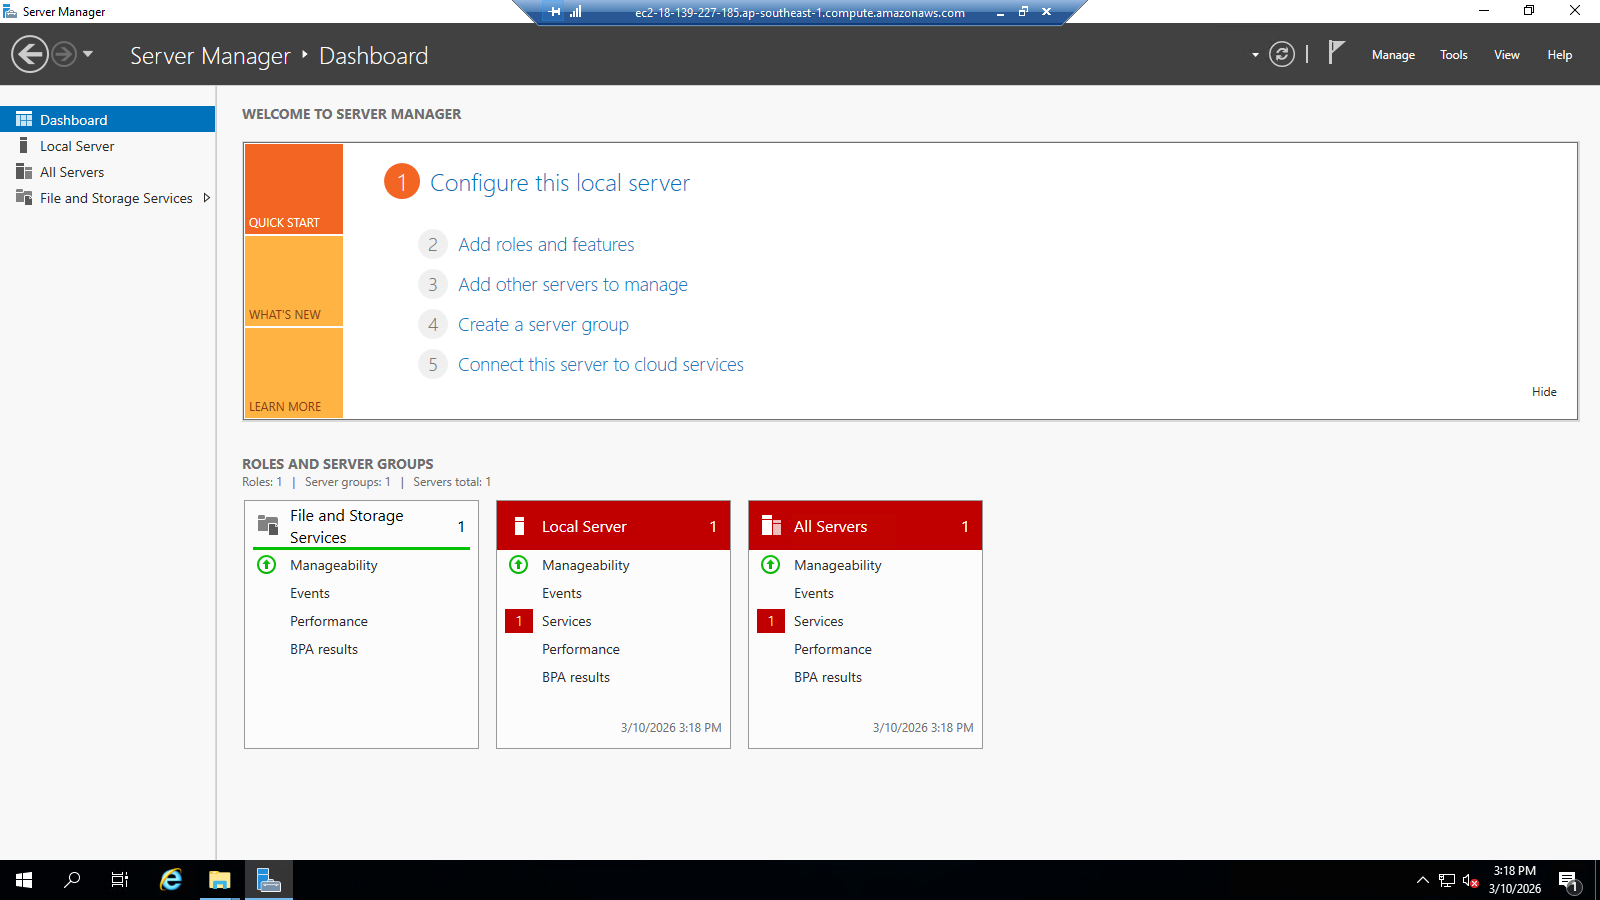 Server Manager
ec2-18-139-227-185.ap-southeast-1.compute.amazonaws.com
Server Manager Dashboard
Manage Tools View Help
Dashboard
Local Server
All Servers
File and Storage Services
WELCOME TO SERVER MANAGER
QUICK START
WHAT'S NEW
LEARN MORE
1 Configure this local server
2 Add roles and features
3 Add other servers to manage
4 Create a server group
5 Connect this server to cloud services
Hide
ROLES AND SERVER GROUPS
Roles: 1 | Server groups: 1 | Servers total: 1
File and Storage
Services 1
Manageability
Events
Performance
BPA results
Local Server 1
Manageability
Events
1 Services
Performance
BPA results
3/10/2026 3:18 PM
All Servers 1
Manageability
Events
1 Services
Performance
BPA results
3/10/2026 3:18 PM
3:18 PM
3/10/2026
1